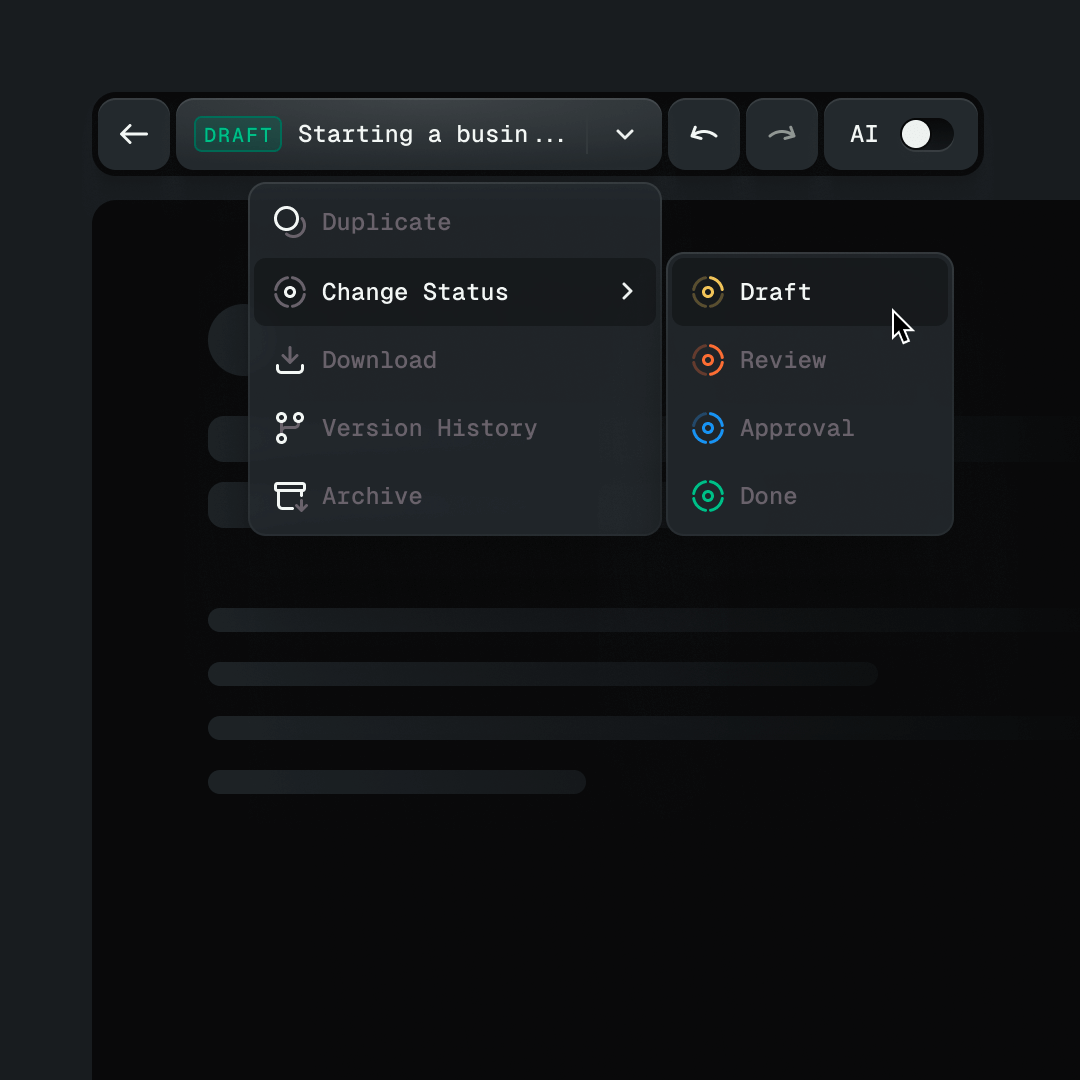 DRAFT Starting a busin... AI
Duplicate
Change Status
Download
Version History
Archive
Draft
Review
Approval
Done